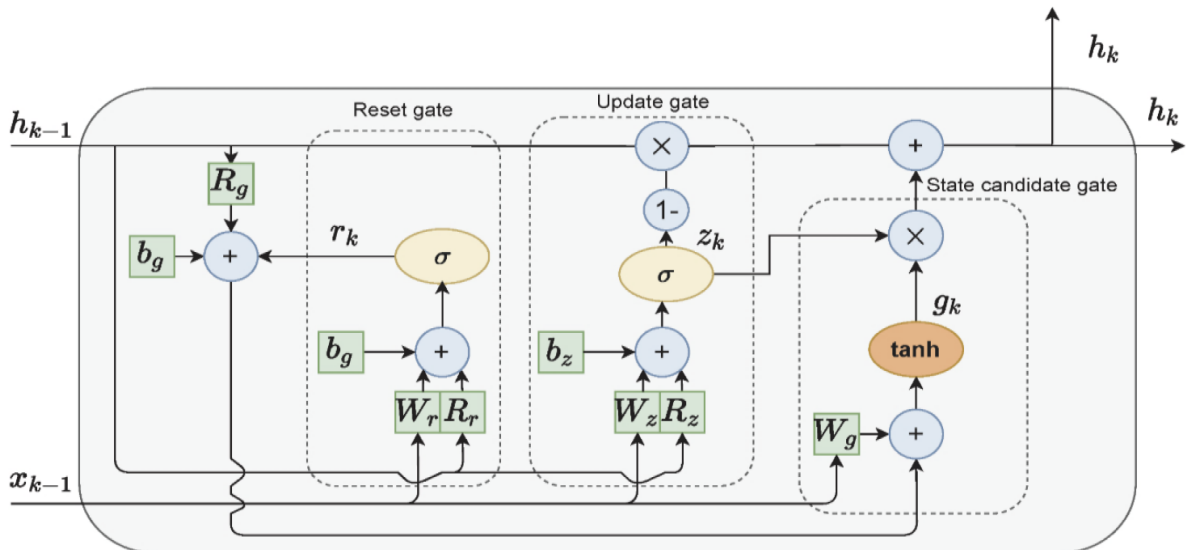 h_k
h_{k-1}
Reset gate
Update gate
h_k
×
+
R_g
1-
State candidate gate
b_g
+
r_k
σ
z_k
σ
×
g_k
b_g
+
b_z
+
tanh
W_r R_r
W_z R_z
W_g
+
x_{k-1}